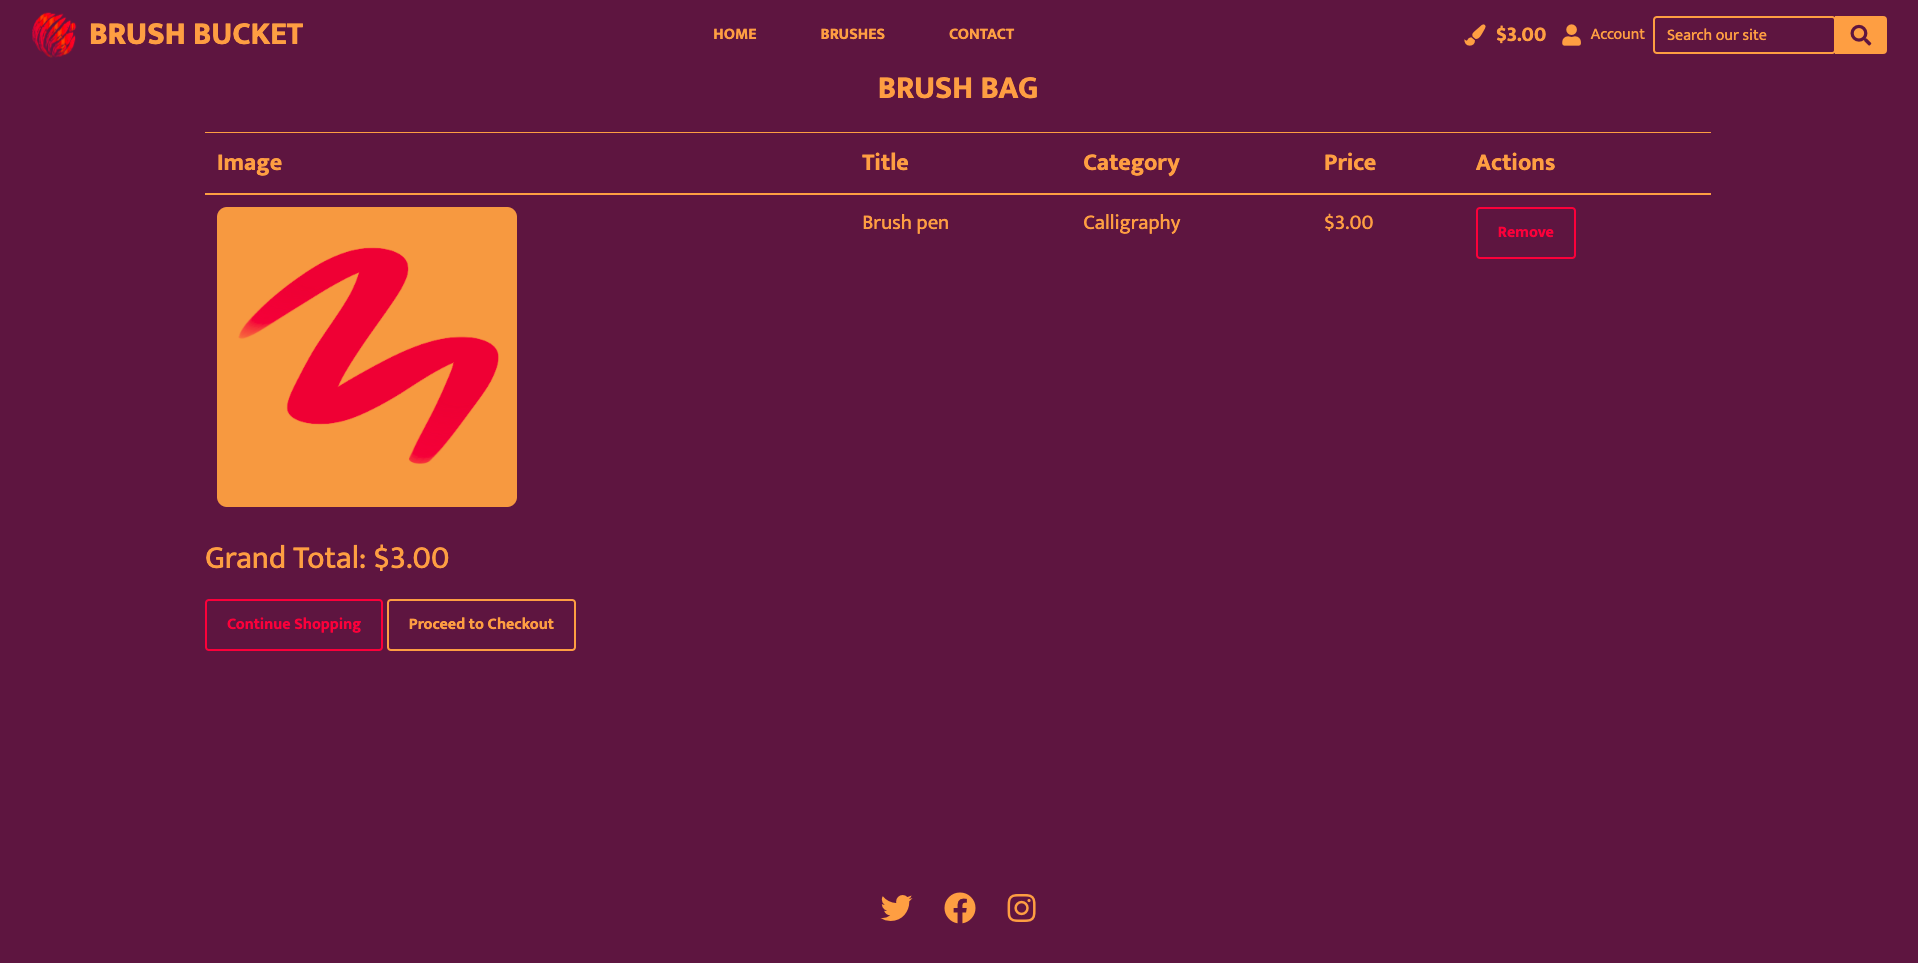 BRUSH BUCKET HOME BRUSHES CONTACT $3.00 Account Search our site
BRUSH BAG
Image Title Category Price Actions
Brush pen Calligraphy $3.00 Remove
Grand Total: $3.00
Continue Shopping Proceed to Checkout